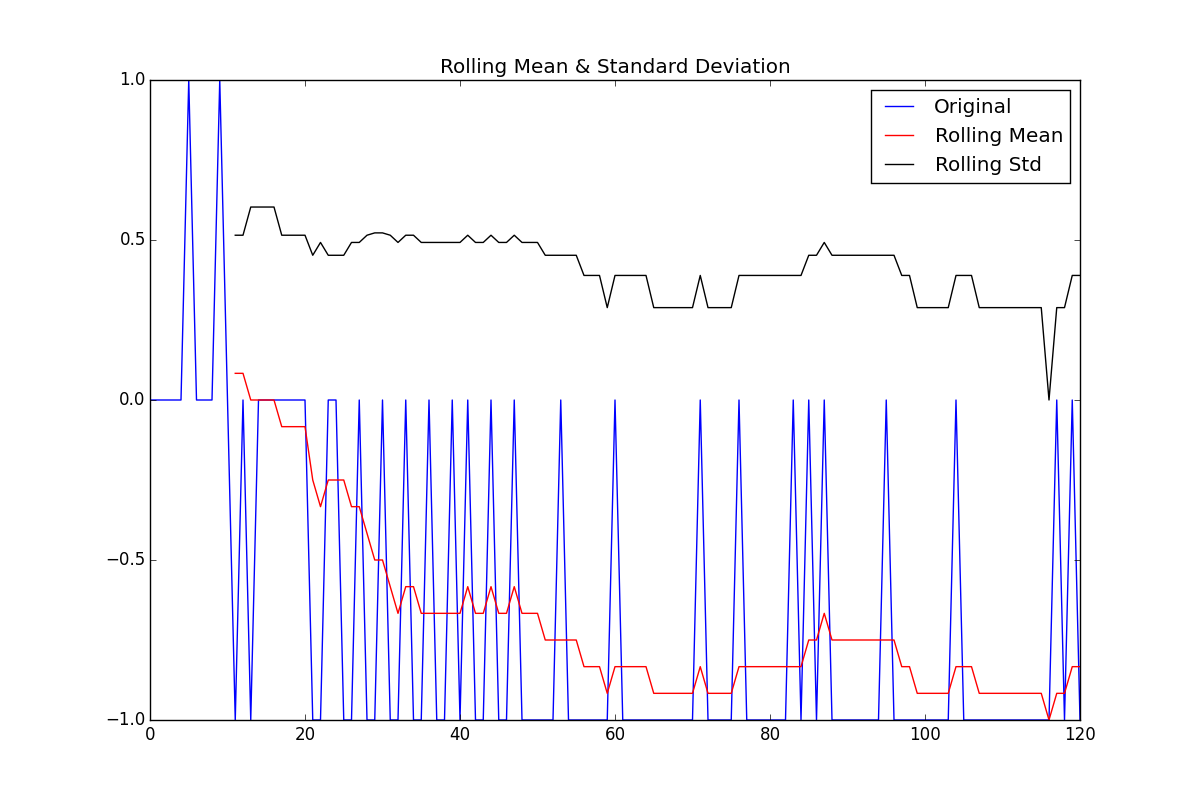 Rolling Mean & Standard Deviation
1.0
0.5
0.0
−0.5
−1.0
0 20 40 60 80 100 120
Original
Rolling Mean
Rolling Std